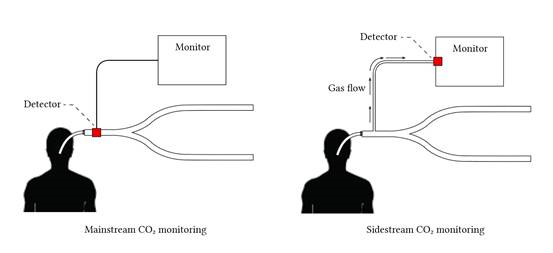 Monitor
Detector
Mainstream CO₂ monitoring
Detector
Monitor
Gas flow
Sidestream CO₂ monitoring